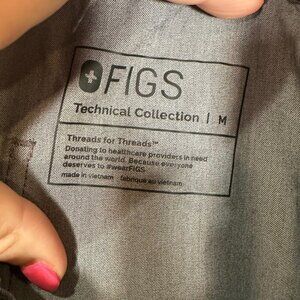 FIGS
Technical Collection | M
Threads for Threads™
Donating to healthcare providers in need
around the world. Because everyone
deserves to #wearFIGS
made in vietnam fabriqué au vietnam